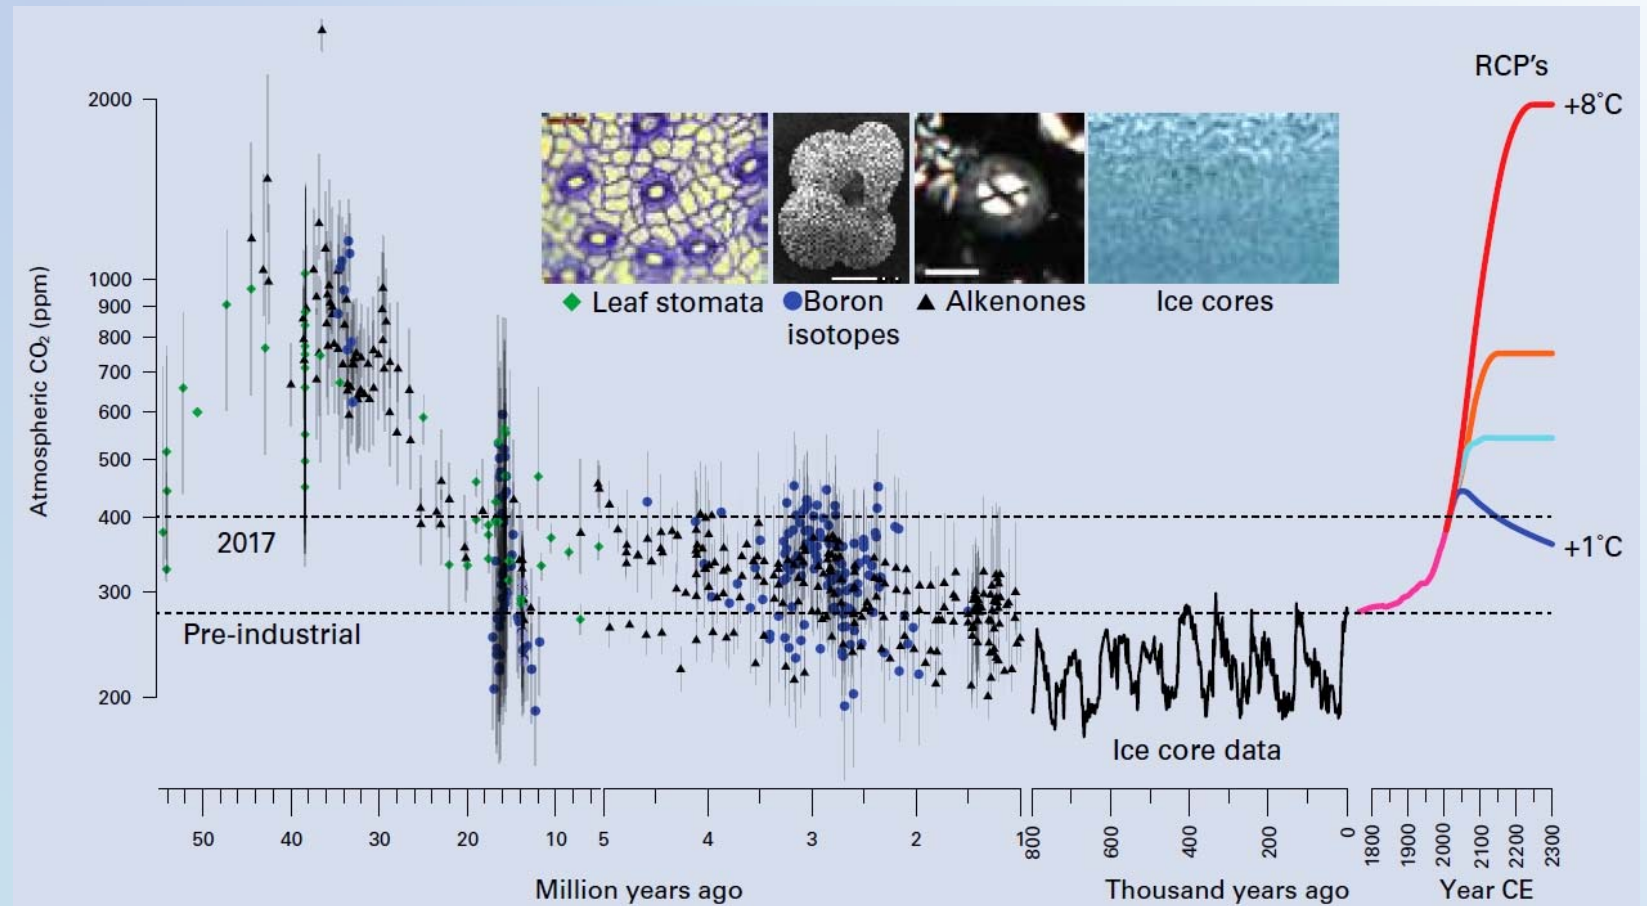 RCP's
+8°C
+1°C
Atmospheric CO₂ (ppm)
2000
1000
900
800
700
600
500
400
300
200
Leaf stomata
Boron
isotopes
Alkenones
Ice cores
2017
Pre-industrial
Ice core data
50 40 30 20 10 5 4 3 2 1
800 600 400 200 0
1800 1900 2000 2100 2200 2300
Million years ago
Thousand years ago
Year CE